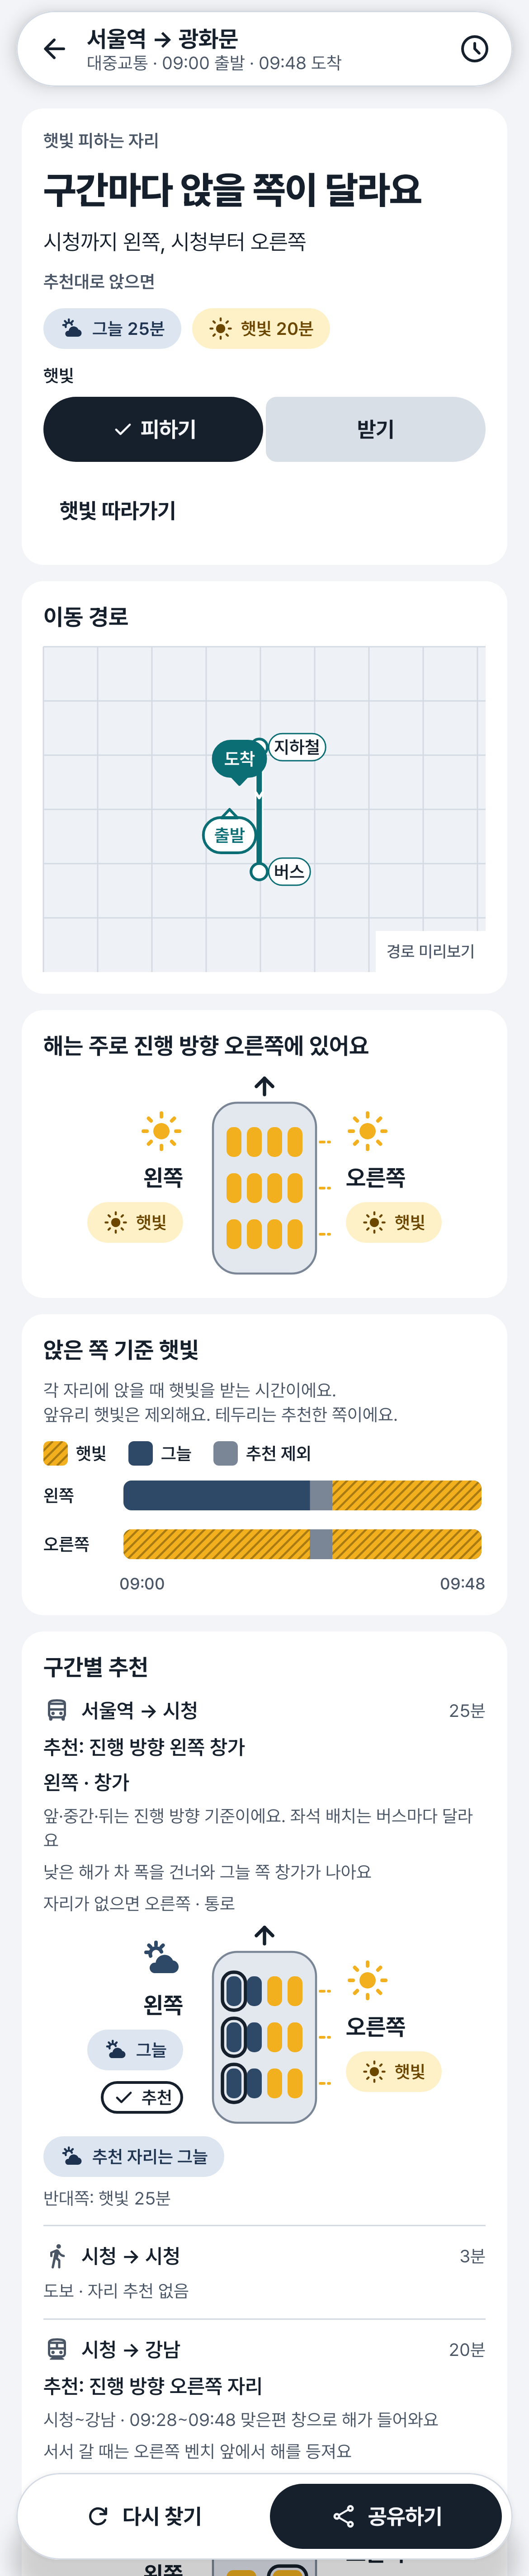 서울역 → 광화문
대중교통 · 09:00 출발 · 09:48 도착
햇빛 피하는 자리
구간마다 앉을 쪽이 달라요
시청까지 왼쪽, 시청부터 오른쪽
추천대로 앉으면
그늘 25분
햇빛 20분
햇빛
피하기
받기
햇빛 따라가기
이동 경로
지하철
도착
출발
버스
경로 미리보기
해는 주로 진행 방향 오른쪽에 있어요
왼쪽
오른쪽
햇빛
햇빛
앉은 쪽 기준 햇빛
각 자리에 앉을 때 햇빛을 받는 시간이에요.
앞유리 햇빛은 제외해요. 테두리는 추천한 쪽이에요.
햇빛
그늘
추천 제외
왼쪽
오른쪽
09:00
09:48
구간별 추천
서울역 → 시청
25분
추천: 진행 방향 왼쪽 창가
왼쪽 · 창가
앞·중간·뒤는 진행 방향 기준이에요. 좌석 배치는 버스마다 달라
요
낮은 해가 차 폭을 건너와 그늘 쪽 창가가 나아요
자리가 없으면 오른쪽 · 통로
왼쪽
오른쪽
그늘
햇빛
추천
추천 자리는 그늘
반대쪽: 햇빛 25분
시청 → 시청
3분
도보 · 자리 추천 없음
시청 → 강남
20분
추천: 진행 방향 오른쪽 자리
시청~강남 · 09:28~09:48 맞은편 창으로 해가 들어와요
서서 갈 때는 오른쪽 벤치 앞에서 해를 등져요
다시 찾기
공유하기